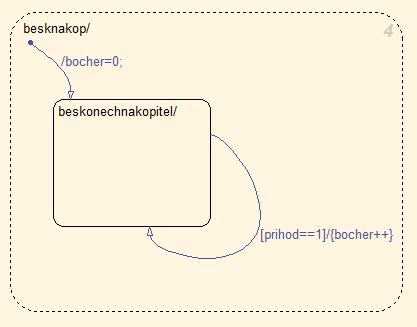 besknakop/
4
/bocher=0;
beskonechnakopitel/
[prihod==1]/{bocher++}